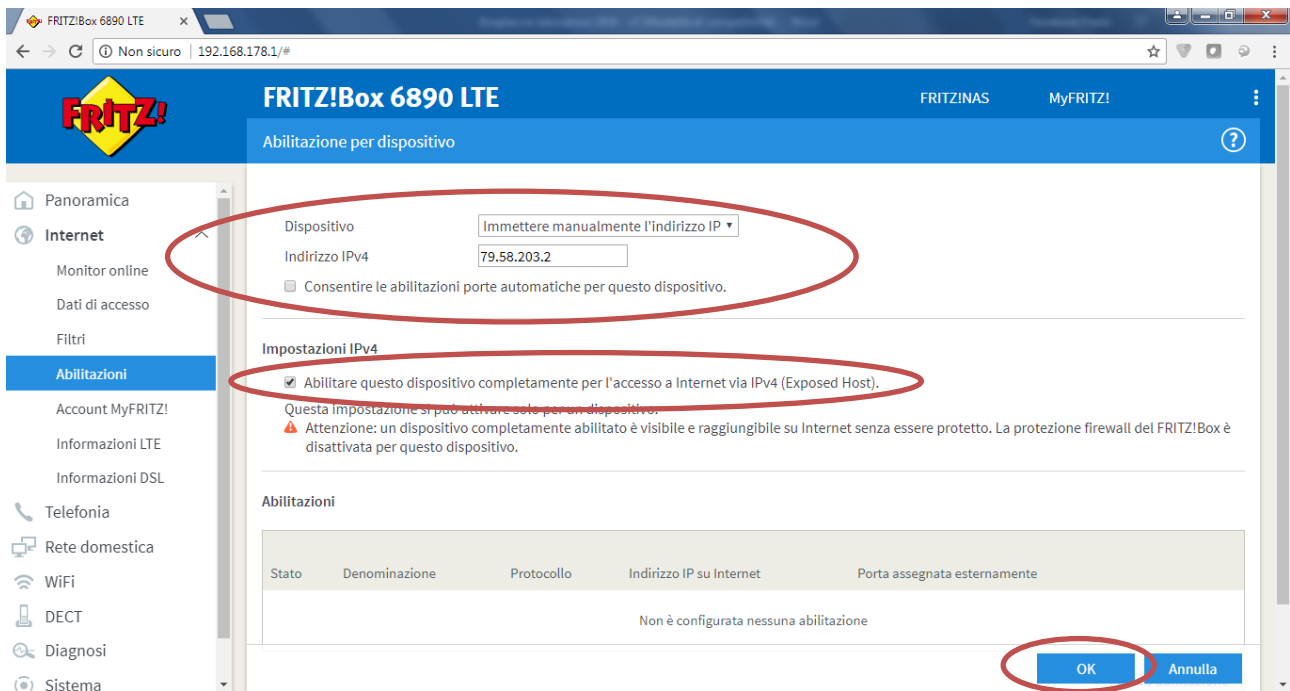 FRITZ!Box 6890 LTE
Non sicuro | 192.168.178.1/#
FRITZ!
FRITZ!Box 6890 LTE
FRITZ!NAS
MyFRITZ!
Abilitazione per dispositivo
Panoramica
Internet
Monitor online
Dati di accesso
Filtri
Abilitazioni
Account MyFRITZ!
Informazioni LTE
Informazioni DSL
Telefonia
Rete domestica
WiFi
DECT
Diagnosi
Sistema
Dispositivo Immettere manualmente l'indirizzo IP
Indirizzo IPv4 79.58.203.2
Consentire le abilitazioni porte automatiche per questo dispositivo.
Impostazioni IPv4
Abilitare questo dispositivo completamente per l'accesso a Internet via IPv4 (Exposed Host).
Questa impostazione si può attivare solo per un dispositivo.
Attenzione: un dispositivo completamente abilitato è visibile e raggiungibile su Internet senza essere protetto. La protezione firewall del FRITZ!Box è
disattivata per questo dispositivo.
Abilitazioni
Stato Denominazione Protocollo Indirizzo IP su Internet Porta assegnata esternamente
Non è configurata nessuna abilitazione
OK Annulla